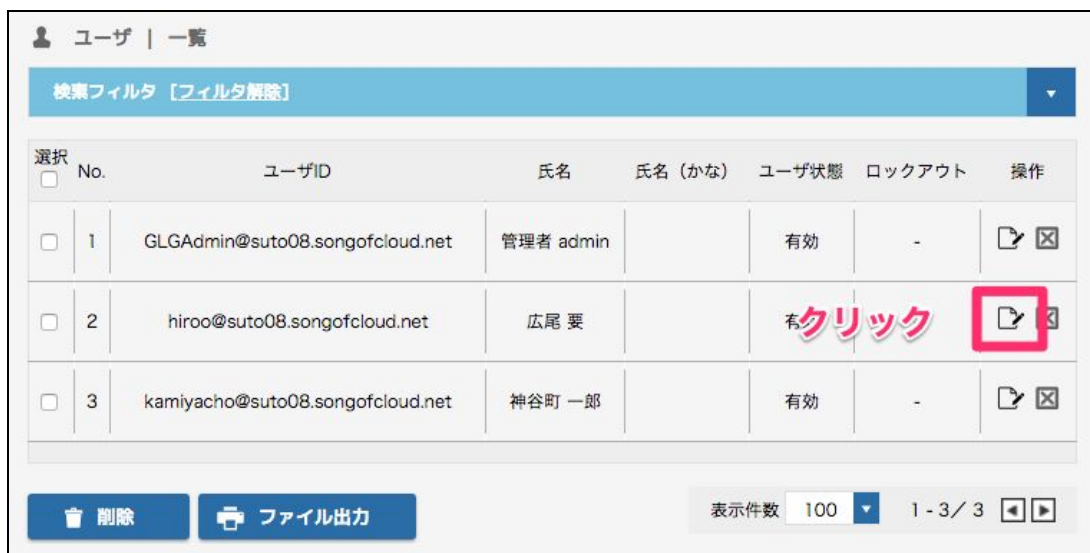 ユーザ | 一覧
検索フィルタ [フィルタ解除]
選択 No. ユーザID 氏名 氏名(かな) ユーザ状態 ロックアウト 操作
1 GLGAdmin@suto08.songofcloud.net 管理者 admin 有効 -
2 hiroo@suto08.songofcloud.net 広尾 要 有効 クリック
3 kamiyacho@suto08.songofcloud.net 神谷町 一郎 有効 -
削除 ファイル出力 表示件数 100 1 - 3 / 3